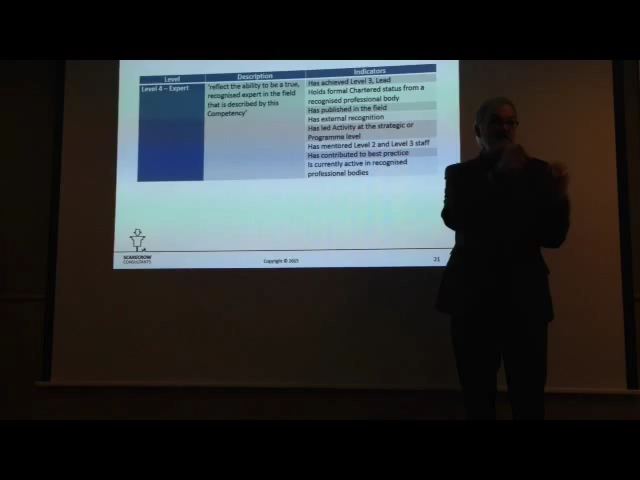 Level Description Indicators
Level 4 – Expert
'reflect the ability to be a true,
recognised expert in the field
that is described by this
Competency'
Has achieved Level 3, Lead
Holds formal Chartered status from a
recognised professional body
Has published in the field
Has external recognition
Has led Activity at the strategic or
Programme level
Has mentored Level 2 and Level 3 staff
Has contributed to best practice
Is currently active in recognised
professional bodies
SCARECROW
CONSULTANTS
Copyright © 2015
21